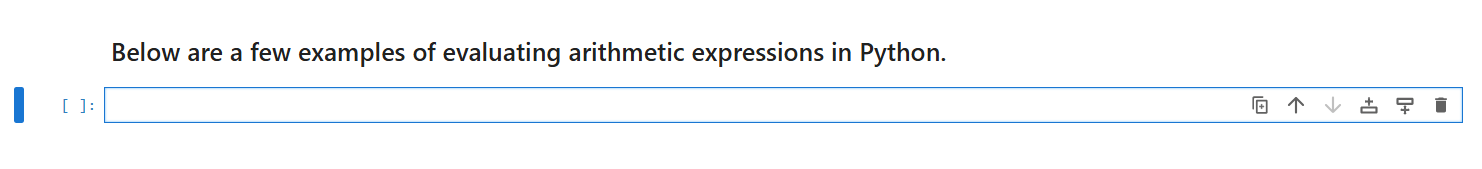 Below are a few examples of evaluating arithmetic expressions in Python.
[ ]: